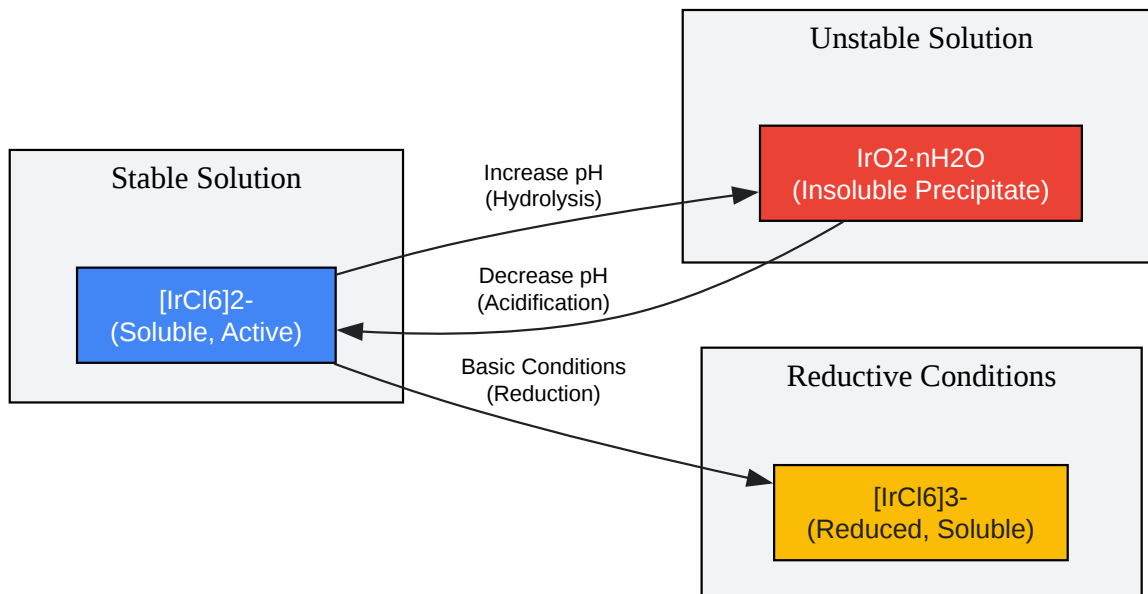 Unstable Solution
IrO2·nH2O
(Insoluble Precipitate)
Stable Solution
[IrCl6]2-
(Soluble, Active)
Increase pH
(Hydrolysis)
Decrease pH
(Acidification)
Basic Conditions
(Reduction)
Reductive Conditions
[IrCl6]3-
(Reduced, Soluble)